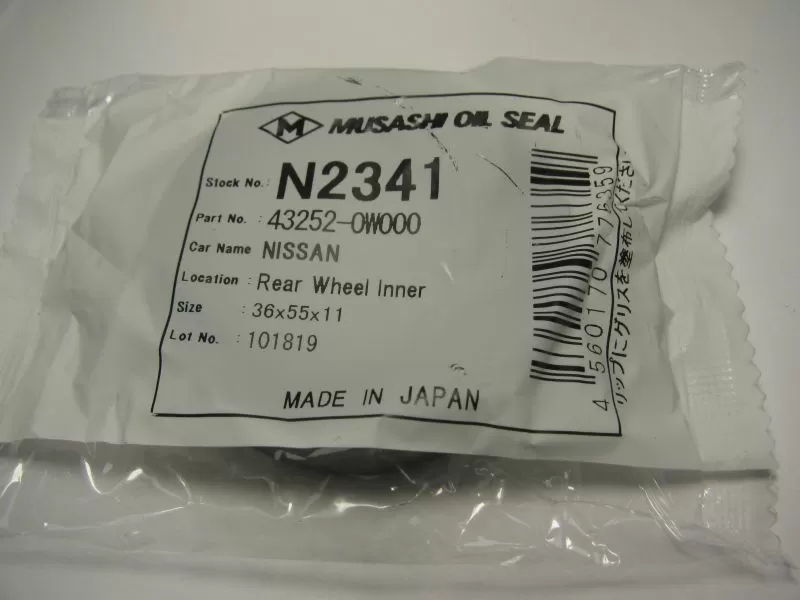 M MUSASHI OIL SEAL
Stock No.: N2341
Part No. : 43252-0W000
Car Name NISSAN
Location : Rear Wheel Inner
Size : 36x55x11
Lot No. : 101819
MADE IN JAPAN
4 560170 776359
リップにグリスを塗布してください